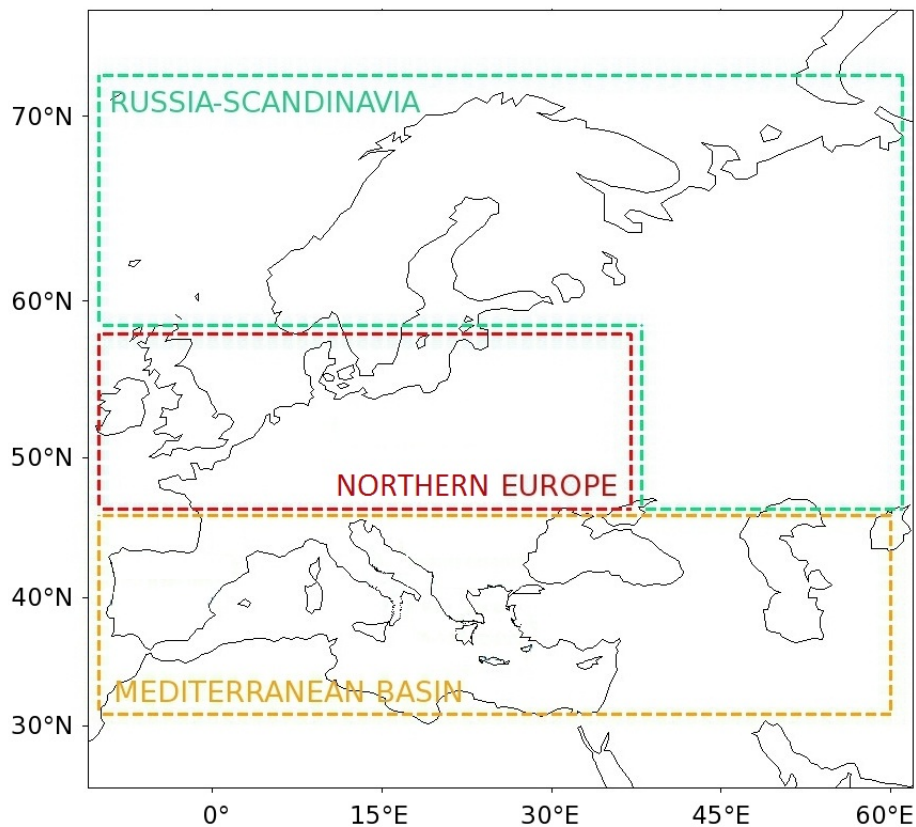 RUSSIA-SCANDINAVIA
70°N
60°N
50°N
NORTHERN EUROPE
40°N
MEDITERRANEAN BASIN
30°N
0° 15°E 30°E 45°E 60°E